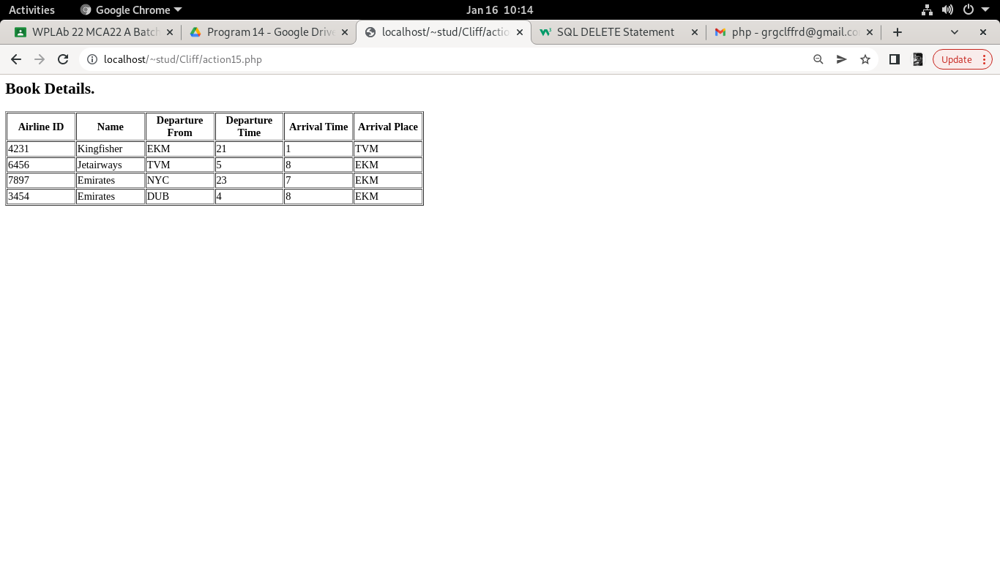 Activities Google Chrome Jan 16 10:14
WPLAb 22 MCA22 A Batch Program 14 - Google Drive localhost/~stud/Cliff/actio SQL DELETE Statement php - grgclffrd@gmail.co
localhost/~stud/Cliff/action15.php Update
Book Details.
Airline ID Name Departure From Departure Time Arrival Time Arrival Place
4231 Kingfisher EKM 21 1 TVM
6456 Jetairways TVM 5 8 EKM
7897 Emirates NYC 23 7 EKM
3454 Emirates DUB 4 8 EKM